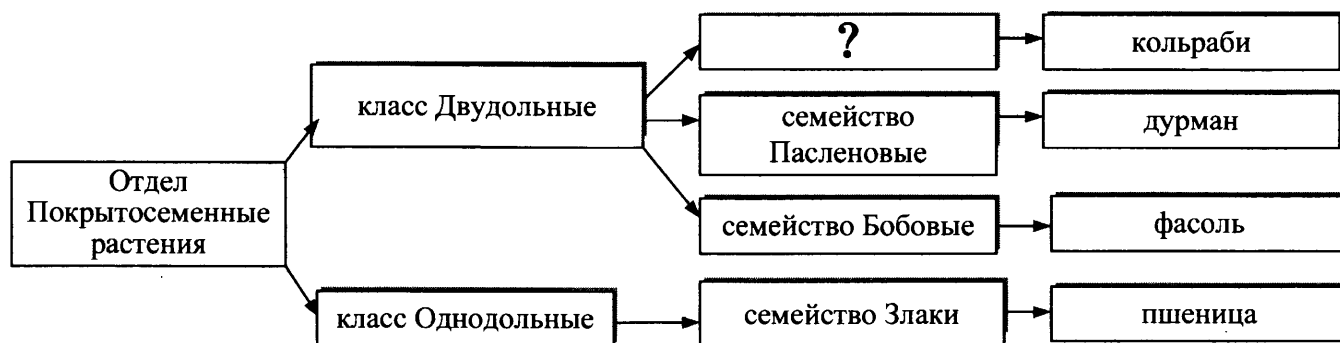 ?
кольраби
класс Двудольные
семейство
Пасленовые
дурман
Отдел
Покрытосеменные
растения
семейство Бобовые
фасоль
класс Однодольные
семейство Злаки
пшеница